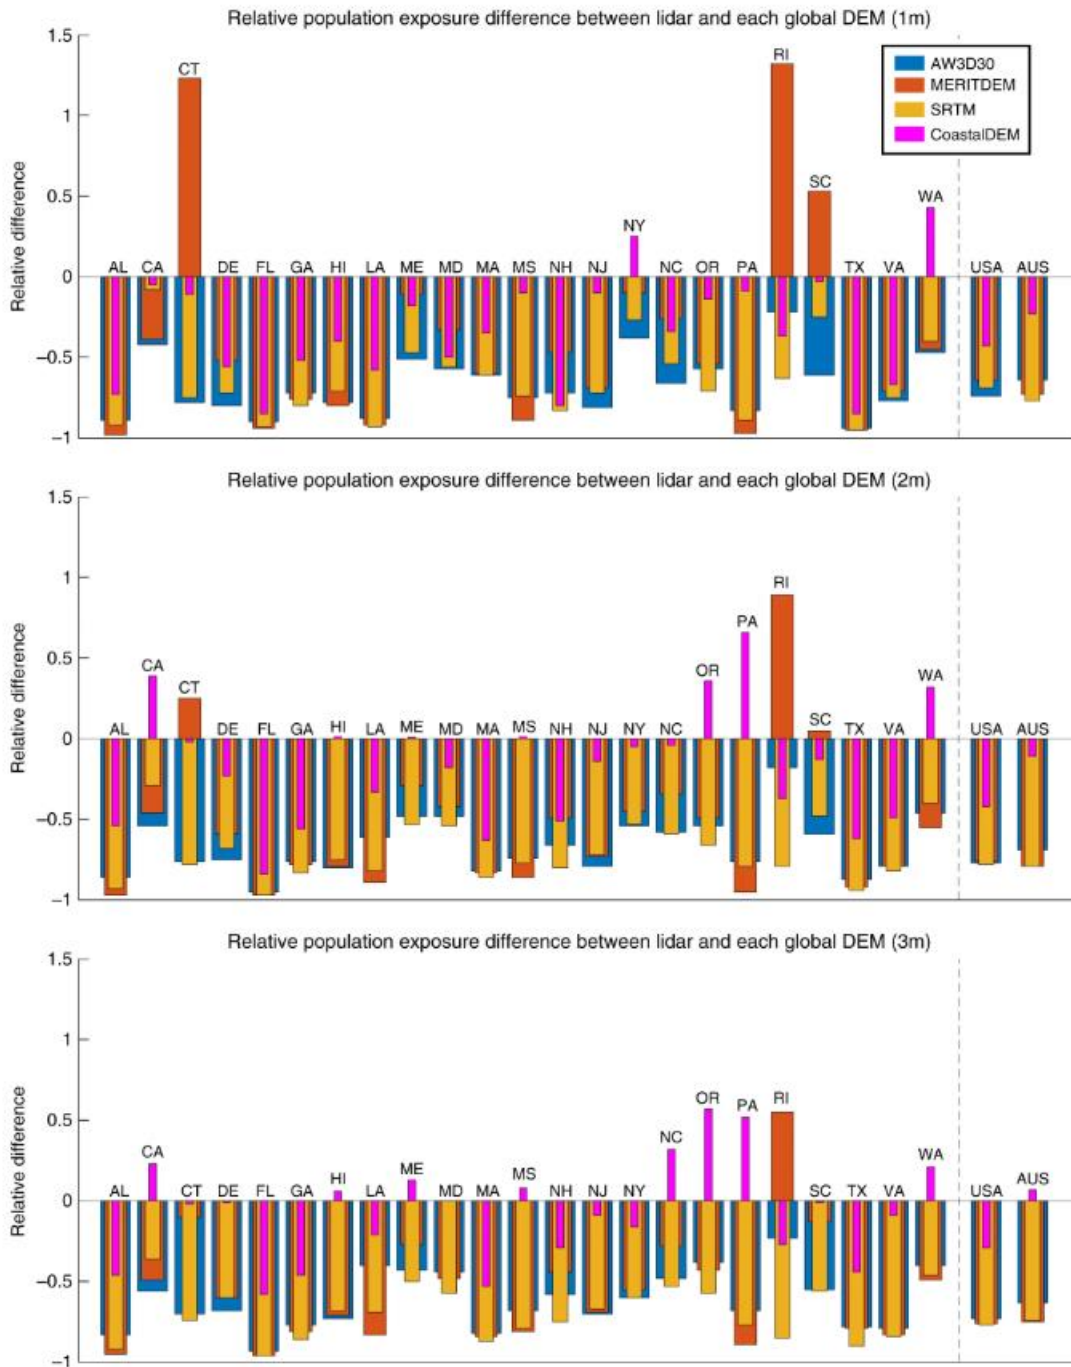 Relative population exposure difference between lidar and each global DEM (1m)
1.5
1
0.5
0
−0.5
−1
Relative difference
AW3D30
MERITDEM
SRTM
CoastalDEM
AL CA CT DE FL GA HI LA ME MD MA MS NH NJ NY NC OR PA RI SC TX VA WA USA AUS
Relative population exposure difference between lidar and each global DEM (2m)
1.5
1
0.5
0
−0.5
−1
Relative difference
AL CA CT DE FL GA HI LA ME MD MA MS NH NJ NY NC OR PA RI SC TX VA WA USA AUS
Relative population exposure difference between lidar and each global DEM (3m)
1.5
1
0.5
0
−0.5
−1
Relative difference
AL CA CT DE FL GA HI LA ME MD MA MS NH NJ NY NC OR PA RI SC TX VA WA USA AUS